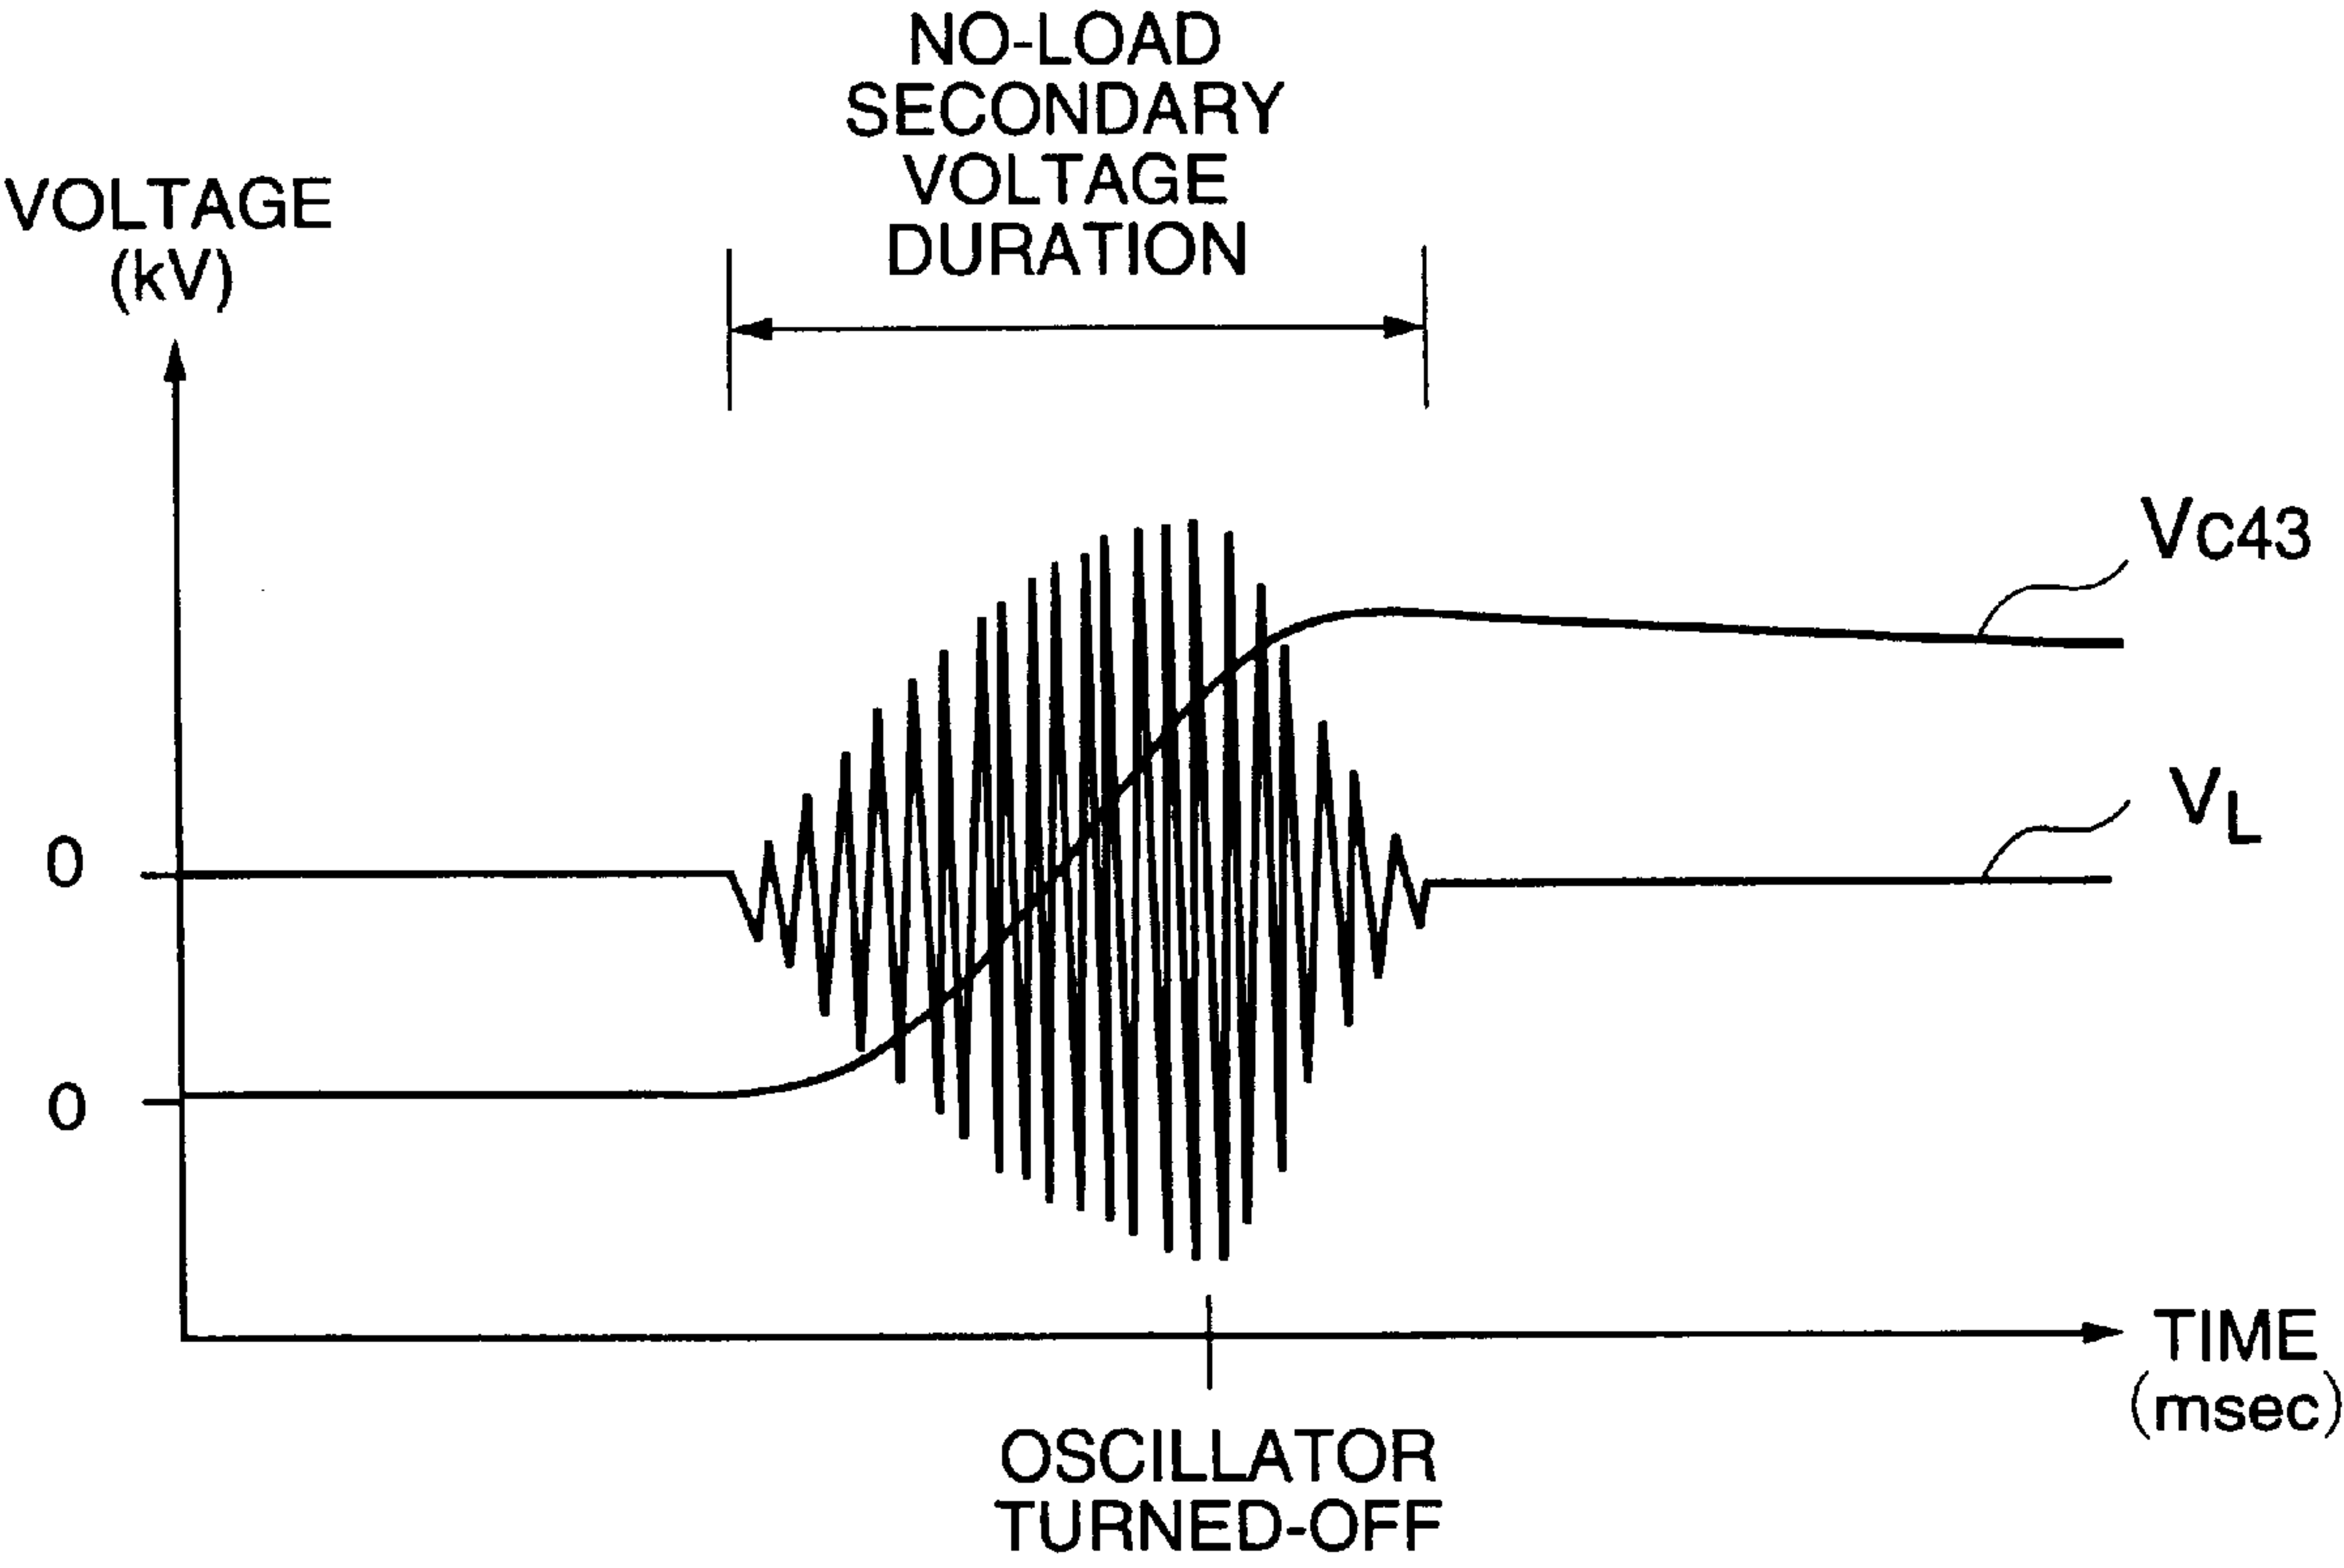 NO-LOAD
SECONDARY
VOLTAGE
DURATION
VOLTAGE
(kV)
VC43
VL
0
0
TIME
(msec)
OSCILLATOR
TURNED-OFF